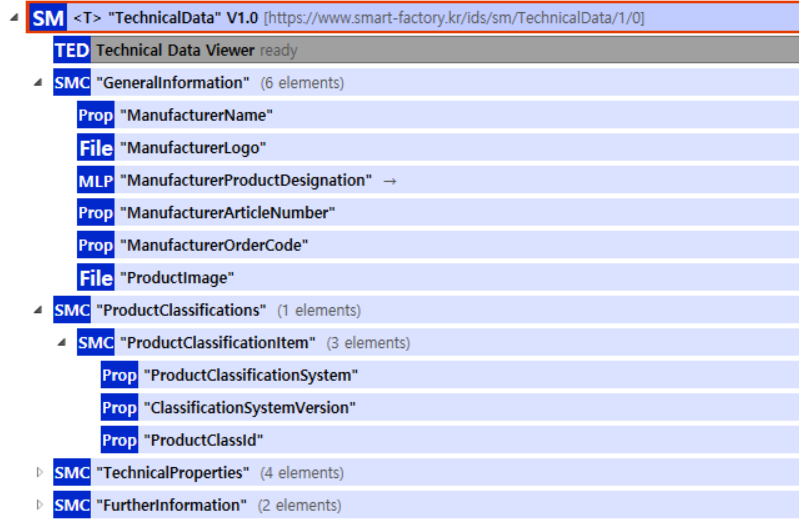 SM <T> "TechnicalData" V1.0 [https://www.smart-factory.kr/ids/sm/TechnicalData/1/0]
TED Technical Data Viewer ready
SMC "GeneralInformation" (6 elements)
Prop "ManufacturerName"
File "ManufacturerLogo"
MLP "ManufacturerProductDesignation" →
Prop "ManufacturerArticleNumber"
Prop "ManufacturerOrderCode"
File "ProductImage"
SMC "ProductClassifications" (1 elements)
SMC "ProductClassificationItem" (3 elements)
Prop "ProductClassificationSystem"
Prop "ClassificationSystemVersion"
Prop "ProductClassId"
SMC "TechnicalProperties" (4 elements)
SMC "FurtherInformation" (2 elements)